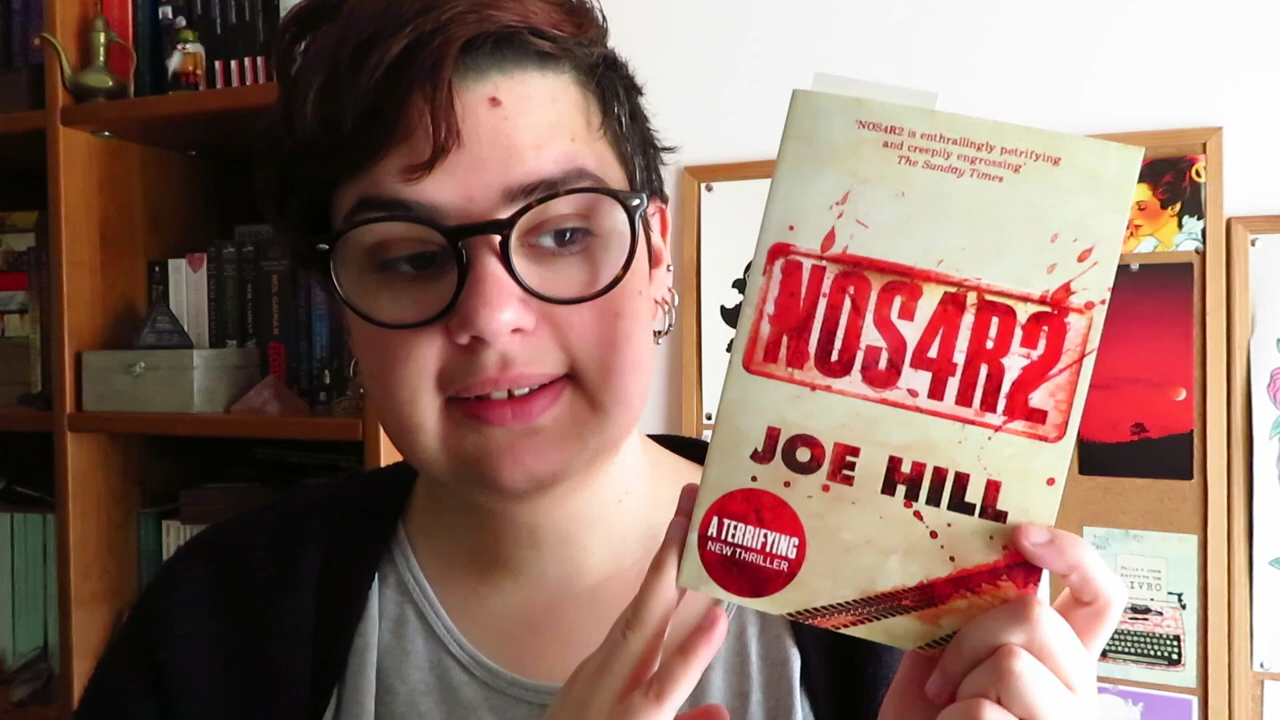 'NOS4R2 is enthrallingly petrifying
and creepily engrossing'
The Sunday Times
NOS4R2
JOE HILL
A TERRIFYING
NEW THRILLER